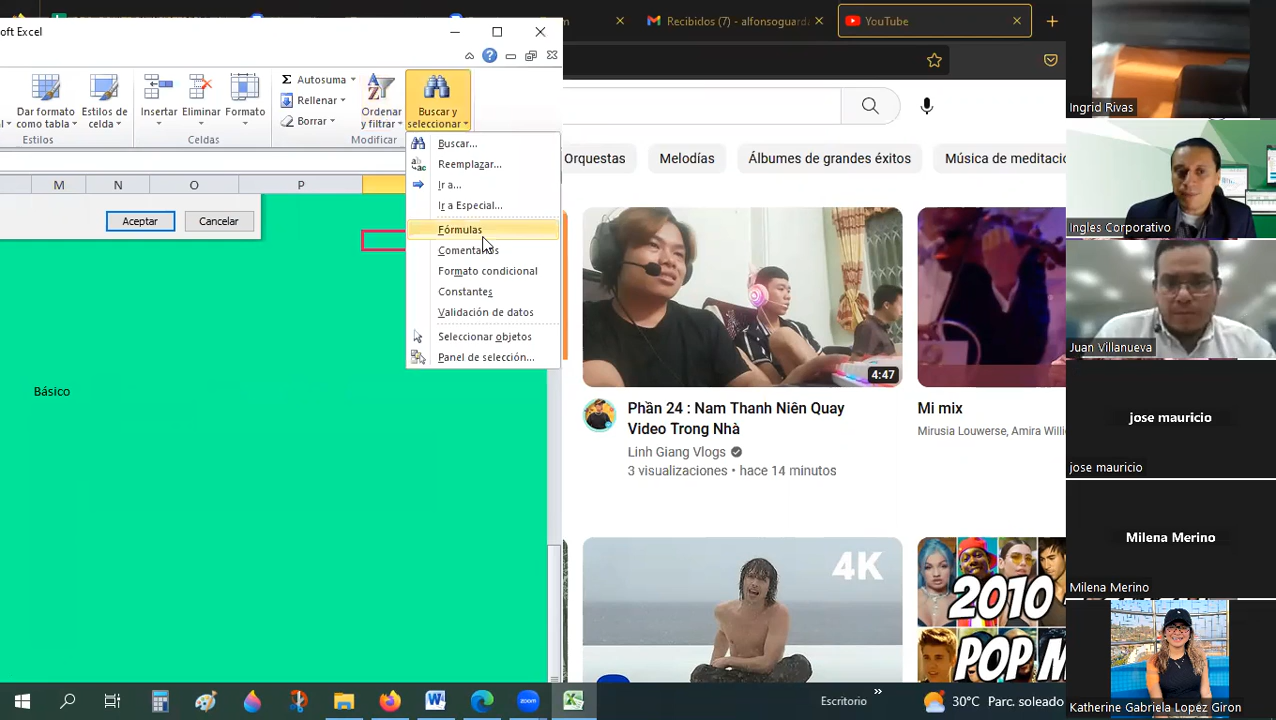 Recibidos (7) - alfonsoguard
YouTube
oft Excel
Dar formato
como tabla
Estilos de
celda
Insertar
Eliminar
Formato
Autosuma
Rellenar
Borrar
Ordenar
y filtrar
Buscar y
seleccionar
Estilos
Celdas
Modificar
Buscar...
Reemplazar...
Ir a...
Ir a Especial...
Fórmulas
Comentarios
Formato condicional
Constantes
Validación de datos
Seleccionar objetos
Panel de selección...
M
N
O
P
Aceptar
Cancelar
Básico
Orquestas
Melodías
Álbumes de grandes éxitos
Música de meditacio
4:47
Phần 24 : Nam Thanh Niên Quay
Video Trong Nhà
Linh Giang Vlogs
3 visualizaciones • hace 14 minutos
Mi mix
Mirusia Louwerse, Amira Willi
4K
2010
POP M
Ingrid Rivas
Ingles Corporativo
Juan Villanueva
jose mauricio
jose mauricio
Milena Merino
Milena Merino
Katherine Gabriela Lopez Giron
zoom
Escritorio
30°C
Parc. soleado